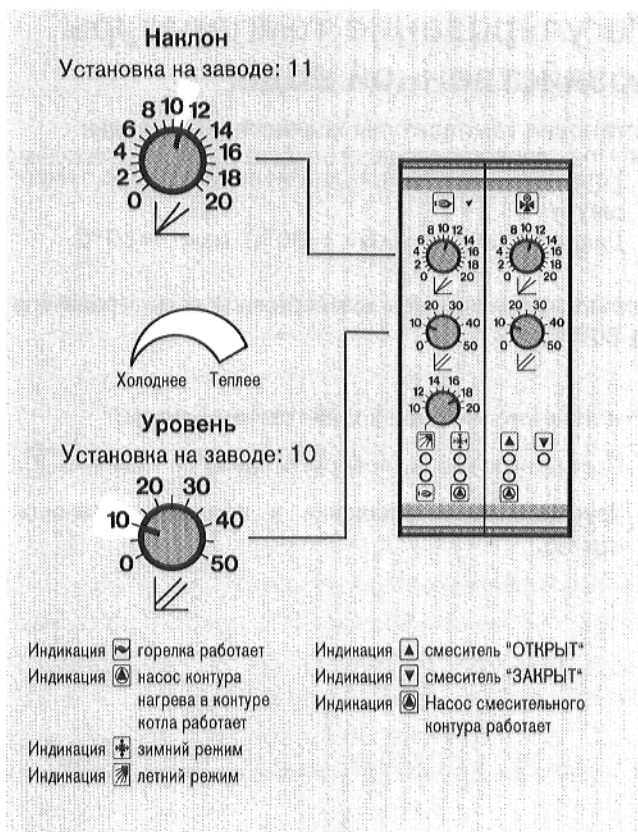 Наклон
Установка на заводе: 11
0 2 4 6 8 10 12 14 16 18 20
Холоднее Теплее
Уровень
Установка на заводе: 10
0 10 20 30 40 50
0 2 4 6 8 10 12 14 16 18 20
0 2 4 6 8 10 12 14 16 18 20
0 10 20 30 40 50
0 10 20 30 40 50
10 12 14 16 18 20
Индикация горелка работает
Индикация насос контура
нагрева в контуре
котла работает
Индикация зимний режим
Индикация летний режим
Индикация смеситель "ОТКРЫТ"
Индикация смеситель "ЗАКРЫТ"
Индикация Насос смесительного
контура работает